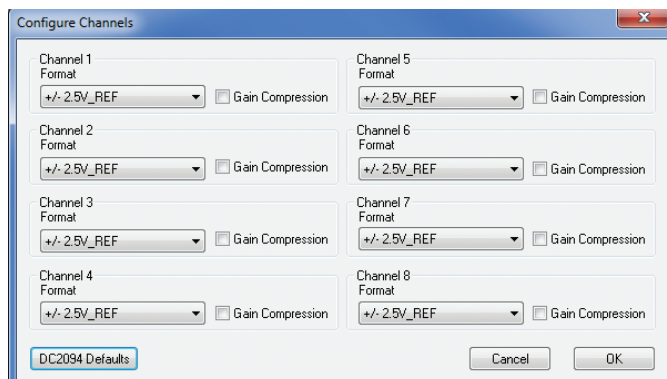 Configure Channels
Channel 1
Format
+/- 2.5V_REF
Gain Compression
Channel 2
Format
+/- 2.5V_REF
Gain Compression
Channel 3
Format
+/- 2.5V_REF
Gain Compression
Channel 4
Format
+/- 2.5V_REF
Gain Compression
Channel 5
Format
+/- 2.5V_REF
Gain Compression
Channel 6
Format
+/- 2.5V_REF
Gain Compression
Channel 7
Format
+/- 2.5V_REF
Gain Compression
Channel 8
Format
+/- 2.5V_REF
Gain Compression
DC2094 Defaults
Cancel
OK